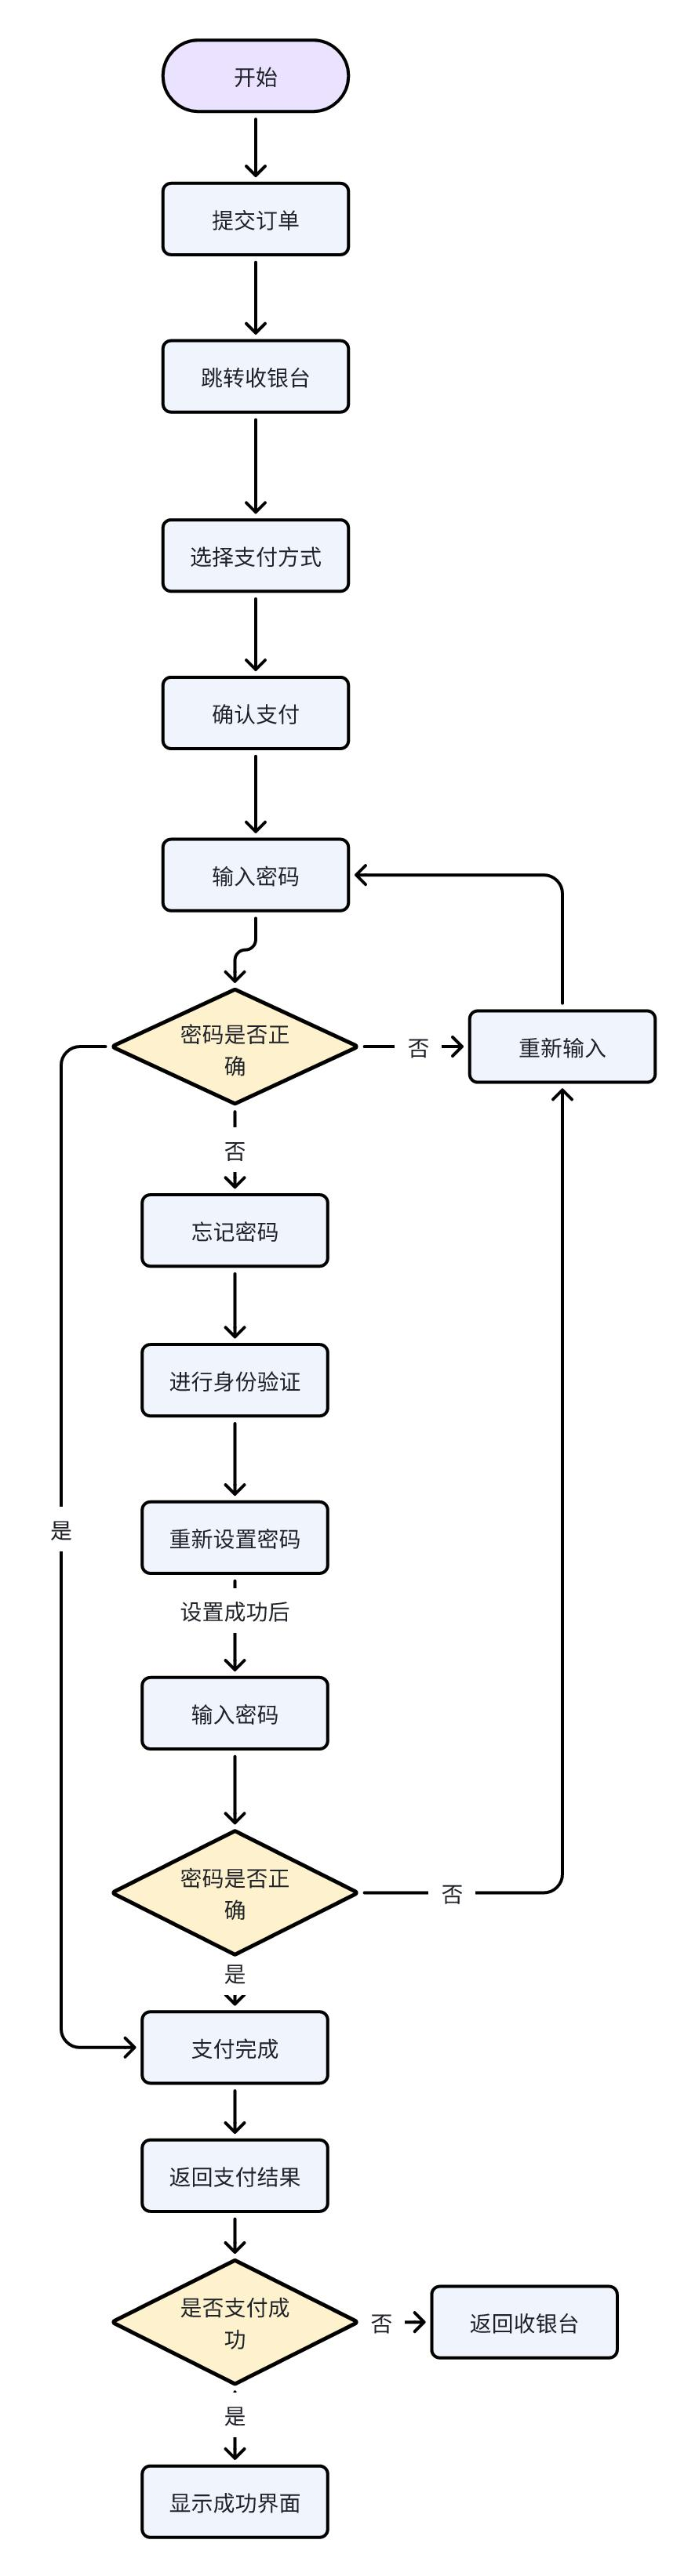 开始
提交订单
跳转收银台
选择支付方式
确认支付
输入密码
密码是否正
确
否
重新输入
否
忘记密码
进行身份验证
是
重新设置密码
设置成功后
输入密码
密码是否正
确
否
是
支付完成
返回支付结果
是否支付成
功
否
返回收银台
是
显示成功界面